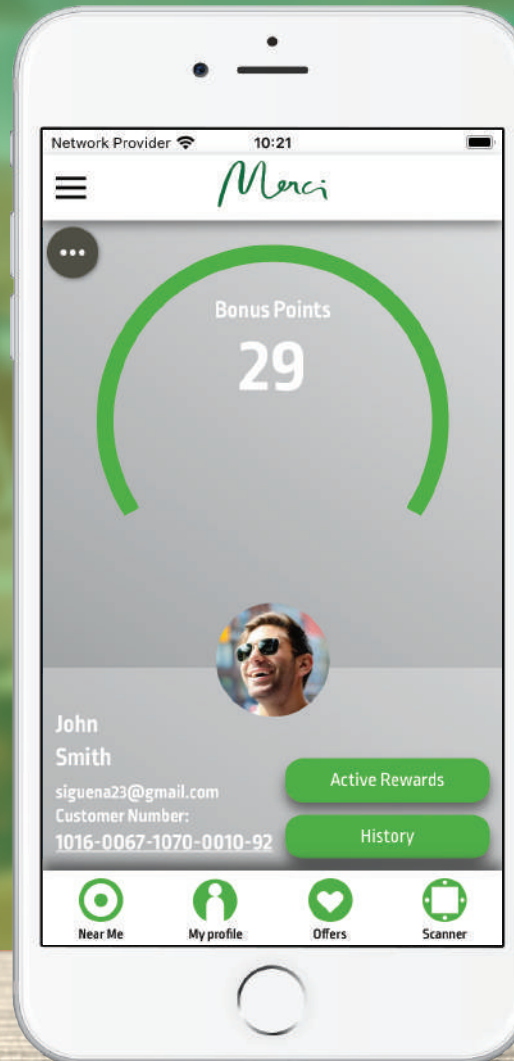 Network Provider 10:21
Merci
Bonus Points
29
John
Smith
siguena23@gmail.com
Customer Number:
1016-0067-1070-0010-92
Active Rewards
History
Near Me My profile Offers Scanner